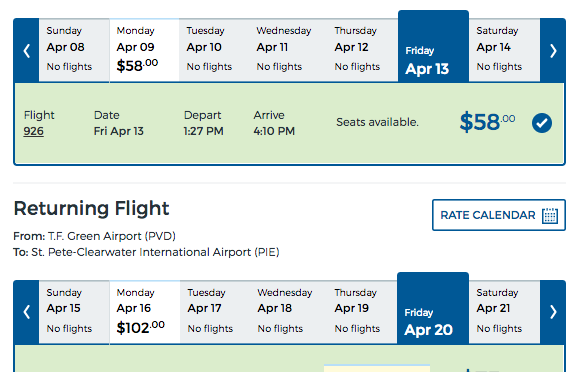 Sunday Monday Tuesday Wednesday Thursday Friday Saturday
Apr 08 Apr 09 Apr 10 Apr 11 Apr 12 Apr 13 Apr 14
No flights $58.00 No flights No flights No flights No flights
Flight Date Depart Arrive Seats available. $58.00
926 Fri Apr 13 1:27 PM 4:10 PM
Returning Flight
RATE CALENDAR
From: T.F. Green Airport (PVD)
To: St. Pete-Clearwater International Airport (PIE)
Sunday Monday Tuesday Wednesday Thursday Friday Saturday
Apr 15 Apr 16 Apr 17 Apr 18 Apr 19 Apr 20 Apr 21
No flights $102.00 No flights No flights No flights No flights